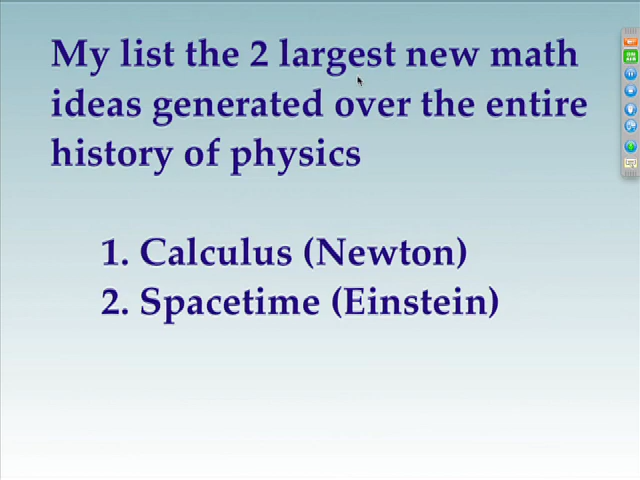 My list the 2 largest new math
ideas generated over the entire
history of physics
1. Calculus (Newton)
2. Spacetime (Einstein)